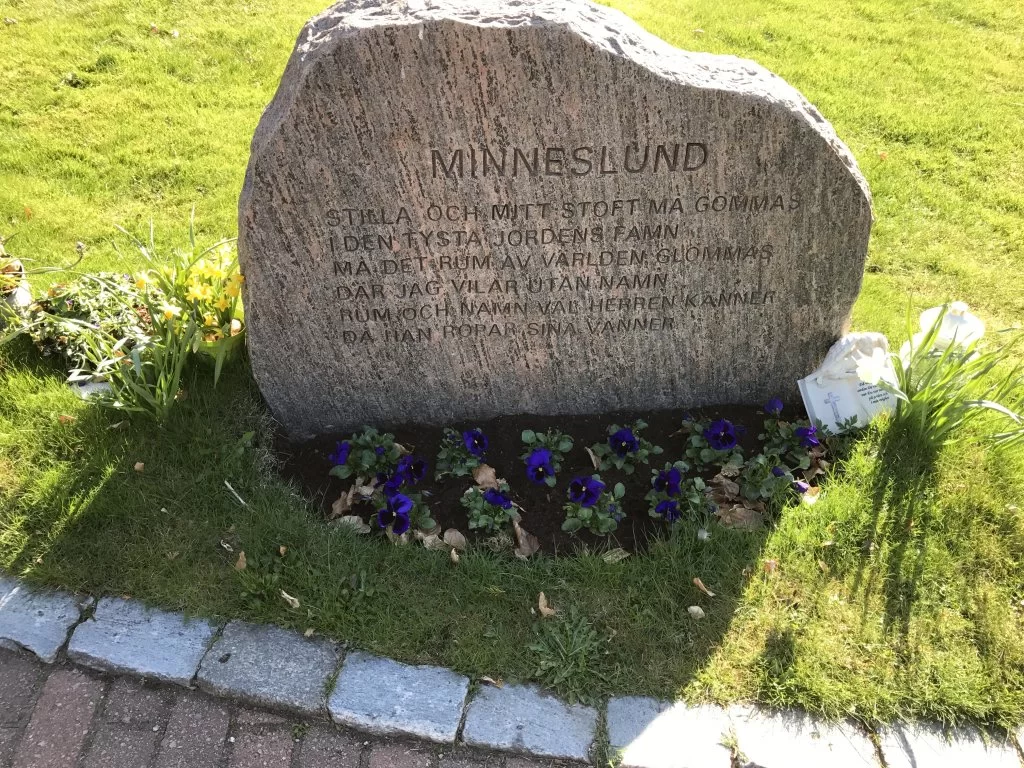 MINNESLUND
STILLA OCH MITT STOFT MÅ GÖMMAS
I DEN TYSTA JORDENS FAMN
MÅ DET RUM AV VÄRLDEN GLÖMMAS
DÄR JAG VILAR UTAN NAMN
RUM OCH NAMN VÄL HERREN KÄNNER
DÅ HAN ROPAR SINA VÄNNER